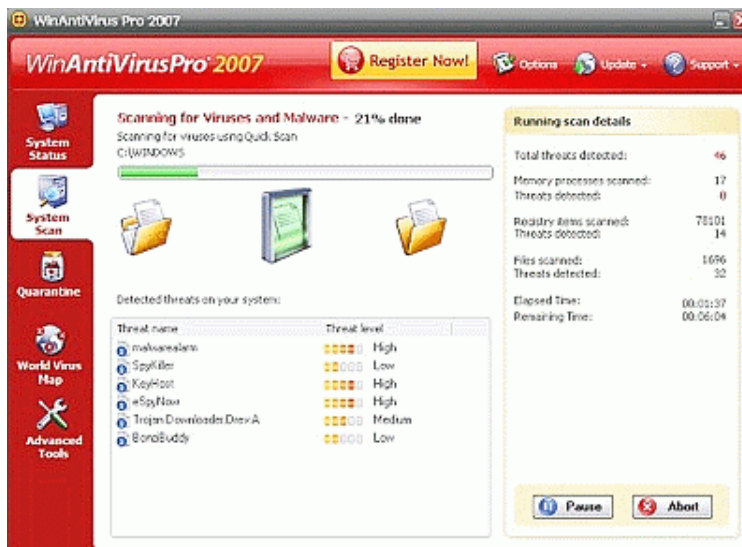 WinAntiVirus Pro 2007
WinAntiVirusPro 2007
Register Now!
Options
Update
Support
System Status
System Scan
Quarantine
World Virus Map
Advanced Tools
Scanning for Viruses and Malware - 21% done
Scanning for viruses using Quick Scan
C:\WINDOWS
Detected threats on your system:
Threat name Threat level
malwarealarm High
SpyKiller Low
KeyHost High
eSpyNow High
Trojan.Downloader.Drev.A Medium
BonziBuddy Low
Running scan details
Total threats detected: 46
Memory processes scanned: 17
Threats detected: 0
Registry items scanned: 78101
Threats detected: 14
Files scanned: 1696
Threats detected: 32
Elapsed Time: 00:01:37
Remaining Time: 00:06:04
Pause
Abort